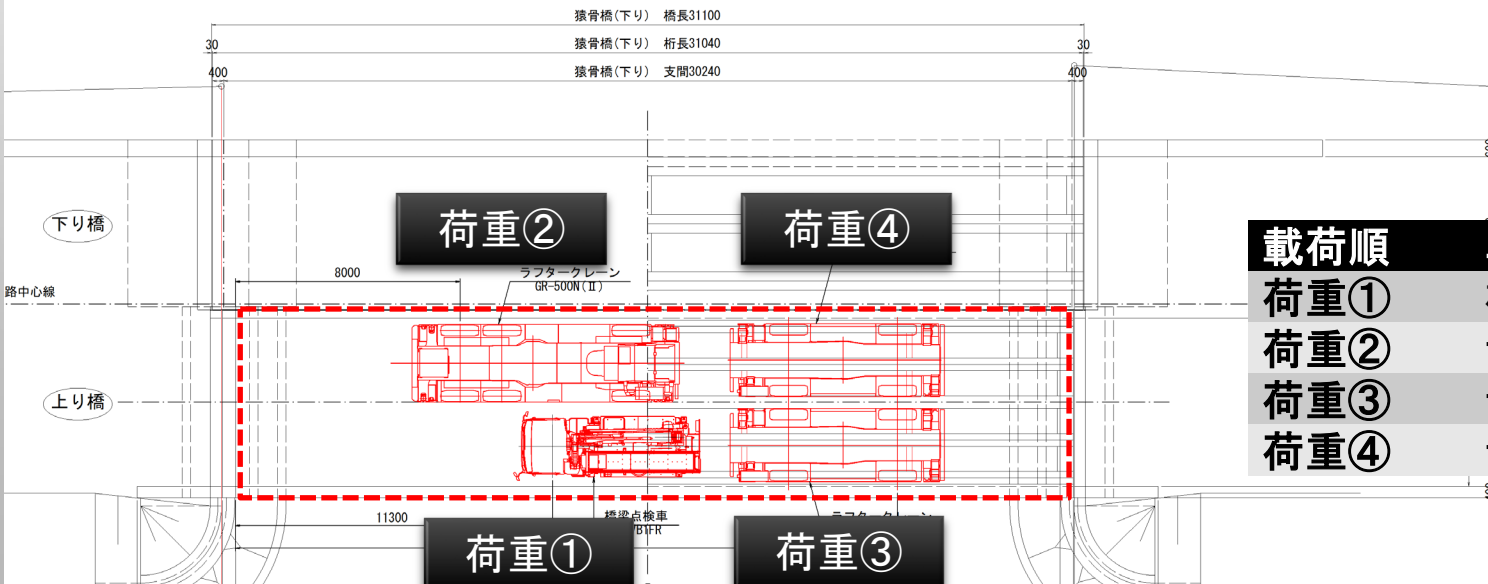 猿骨橋(下り) 橋長31100
30 猿骨橋(下り) 桁長31040 30
400 猿骨橋(下り) 支間30240 400
荷重② 荷重④
下り橋
8000
ラフタークレーン
GR-500N(Ⅱ)
路中心線
上り橋
載荷順
荷重①
荷重②
荷重③
荷重④
11300
橋梁点検車
荷重① 荷重③